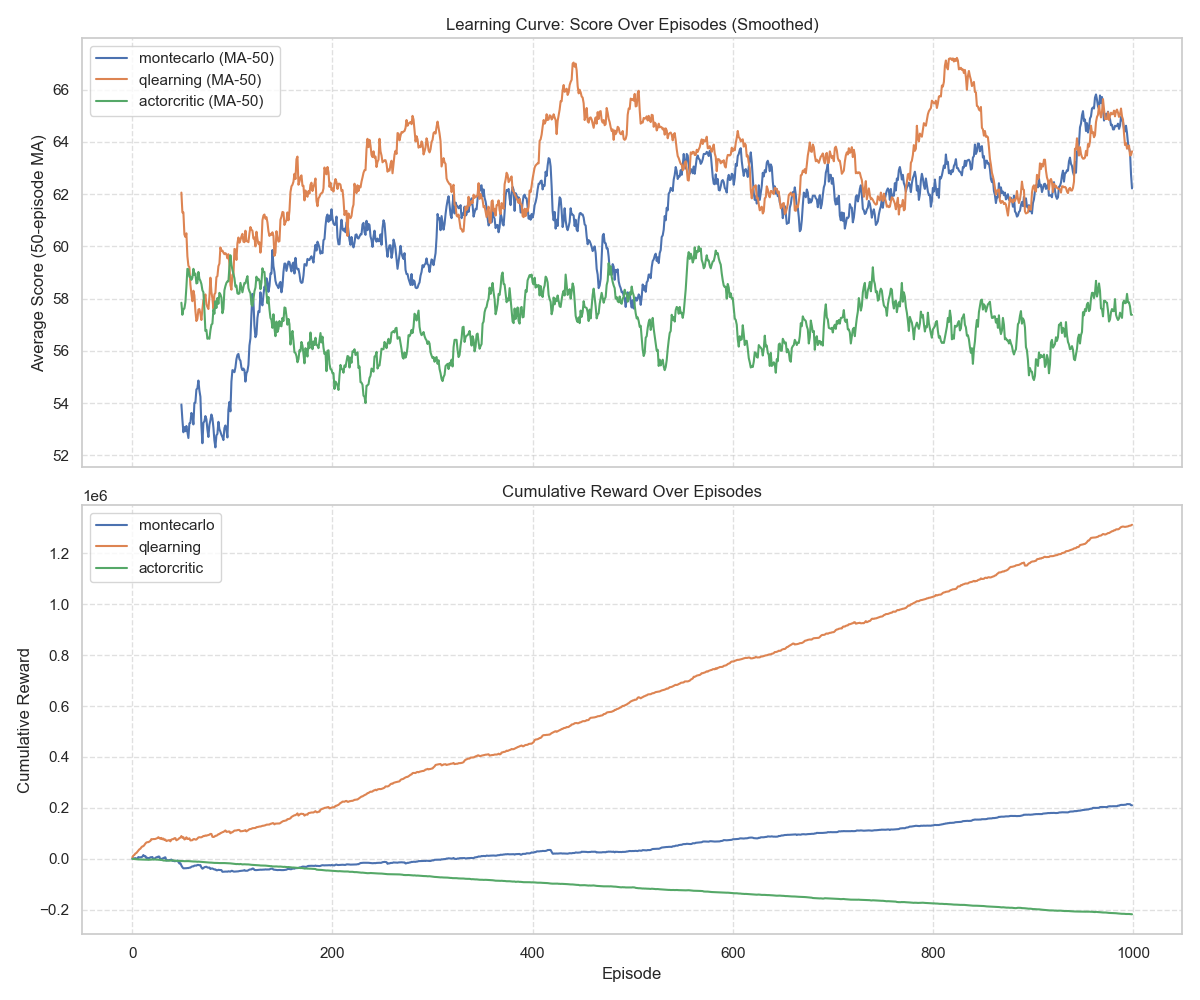 Learning Curve: Score Over Episodes (Smoothed)
montecarlo (MA-50)
qlearning (MA-50)
actorcritic (MA-50)
Average Score (50-episode MA)
66
64
62
60
58
56
54
52
Cumulative Reward Over Episodes
1e6
montecarlo
qlearning
actorcritic
Cumulative Reward
1.2
1.0
0.8
0.6
0.4
0.2
0.0
−0.2
0 200 400 600 800 1000
Episode